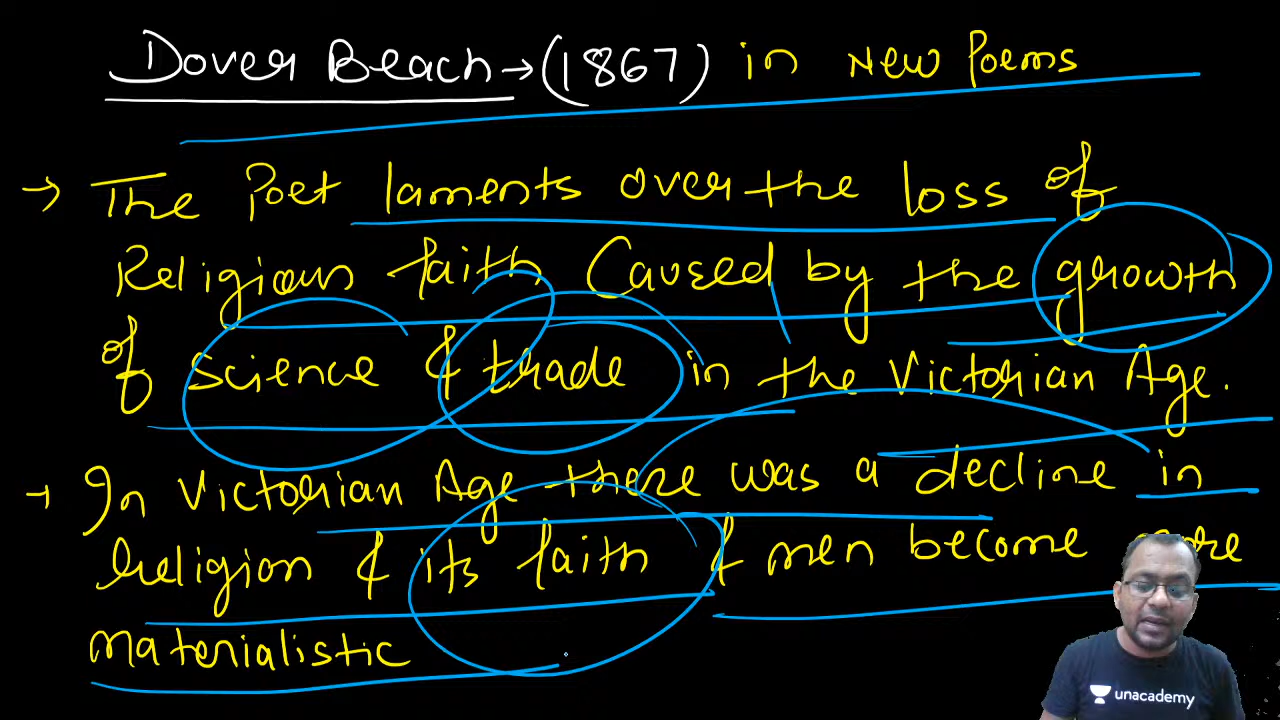 Dover Beach → (1867) in New Poems
→ The Poet laments over the loss of
Religious faith Caused by the growth
of science & trade in the Victorian Age.
→ In Victorian Age there was a decline in
Religion & its faith & men become more
materialistic
unacademy